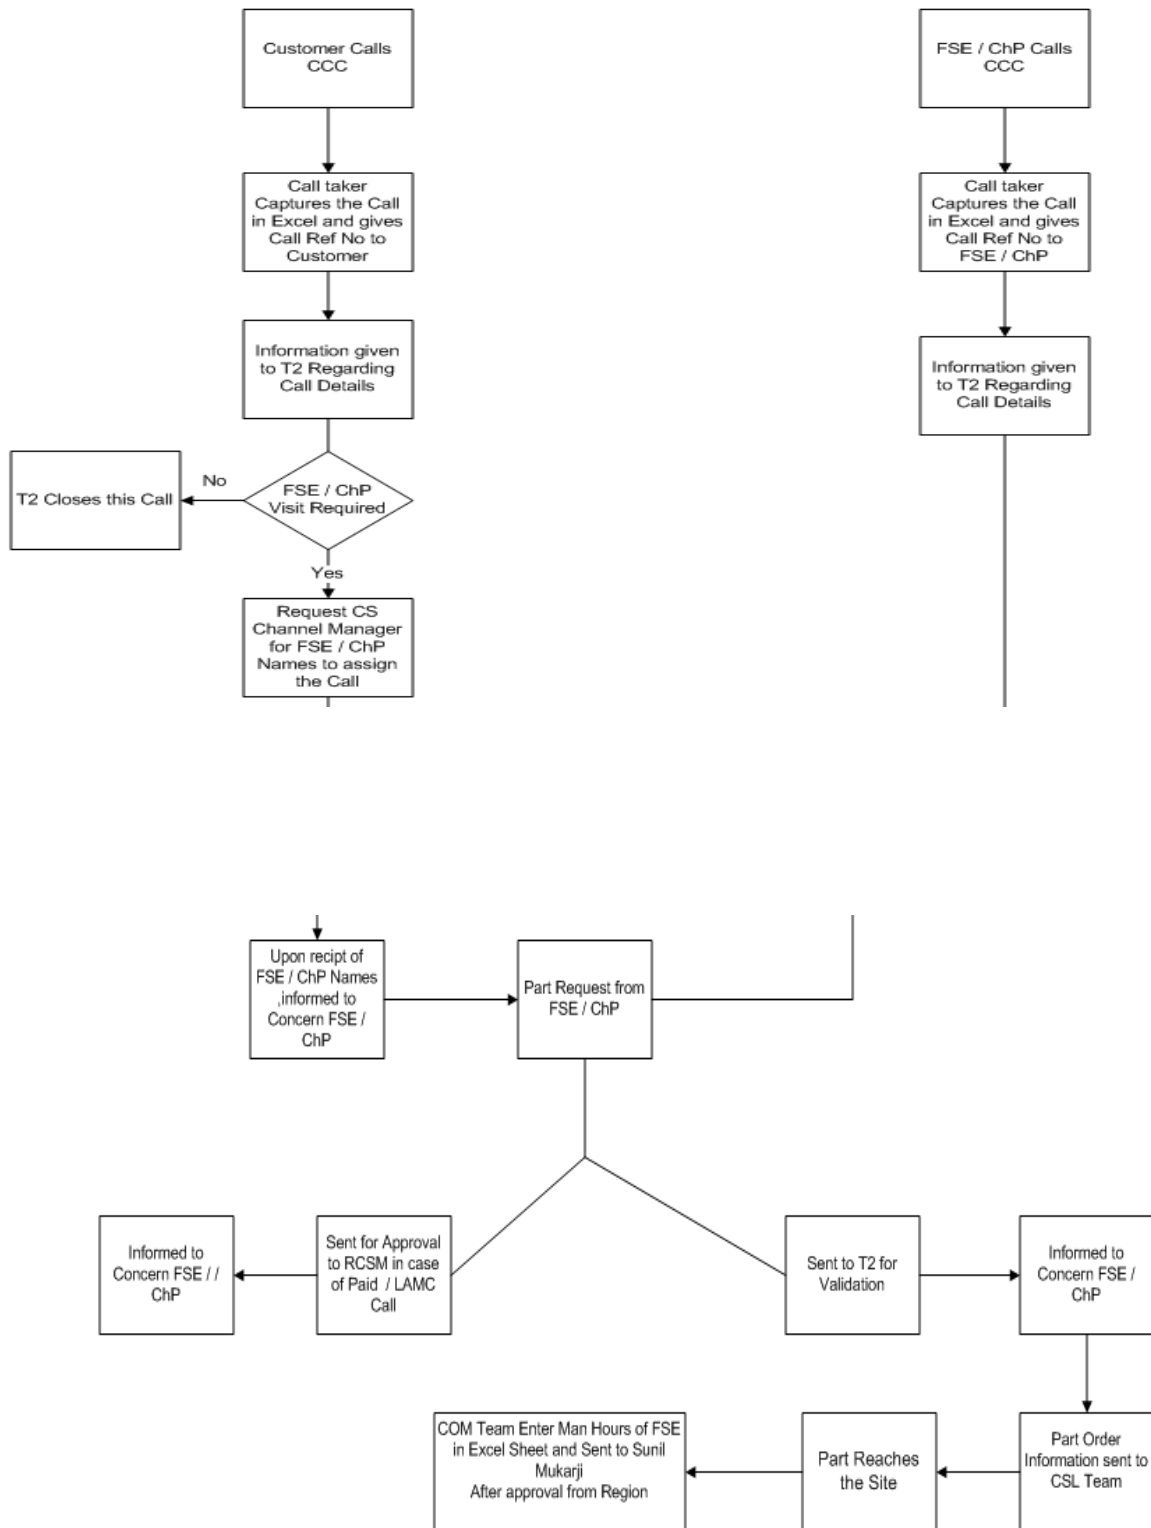 Customer Calls
CCC
FSE / ChP Calls
CCC
Call taker
Captures the Call
in Excel and gives
Call Ref No to
Customer
Call taker
Captures the Call
in Excel and gives
Call Ref No to
FSE / ChP
Information given
to T2 Regarding
Call Details
Information given
to T2 Regarding
Call Details
T2 Closes this Call
No
FSE / ChP
Visit Required
Yes
Request CS
Channel Manager
for FSE / ChP
Names to assign
the Call
Upon recipt of
FSE / ChP Names
,informed to
Concern FSE /
ChP
Part Request from
FSE / ChP
Informed to
Concern FSE / /
ChP
Sent for Approval
to RCSM in case
of Paid / LAMC
Call
Sent to T2 for
Validation
Informed to
Concern FSE /
ChP
COM Team Enter Man Hours of FSE
in Excel Sheet and Sent to Sunil
Mukarji
After approval from Region
Part Reaches
the Site
Part Order
Information sent to
CSL Team